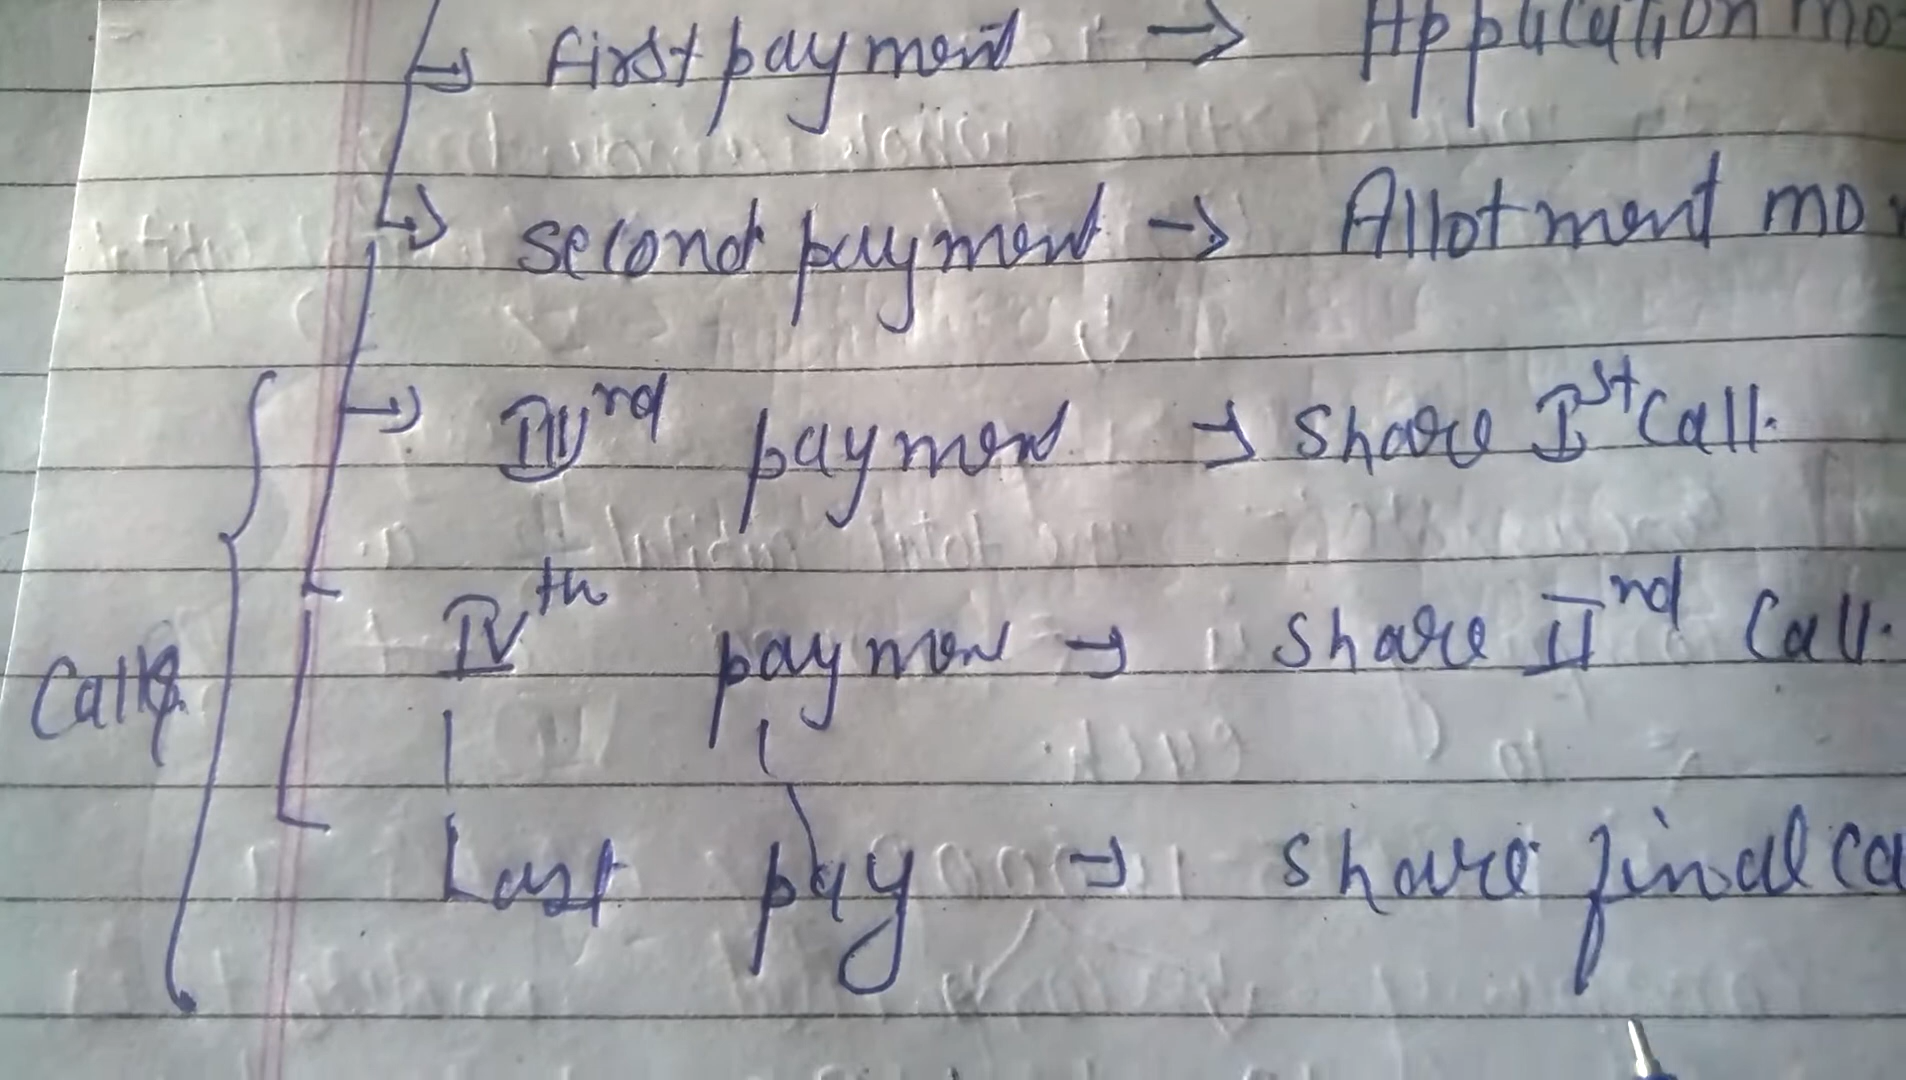 First payment → Application mo
Second payment → Allotment mo
III rd payment → Share I st Call.
IV th payment → Share II nd Call.
Calls
Last pay → Share final ca